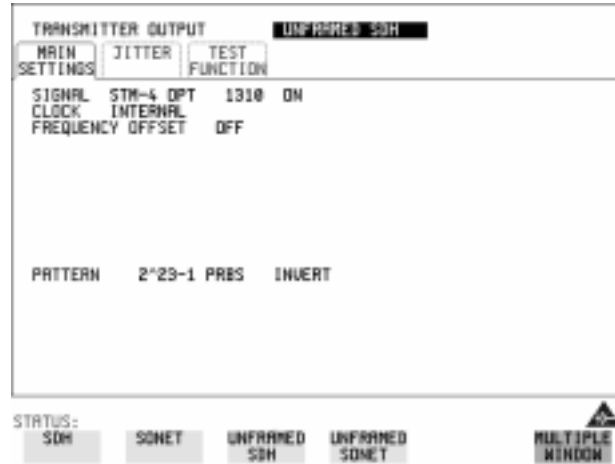 TRANSMITTER OUTPUT UNFRAMED SDH
MAIN SETTINGS JITTER TEST FUNCTION
SIGNAL STM-4 OPT 1310 ON
CLOCK INTERNAL
FREQUENCY OFFSET OFF
PATTERN 2^23-1 PRBS INVERT
STATUS:
SDH SONET UNFRAMED SDH UNFRAMED SONET MULTIPLE WINDOW